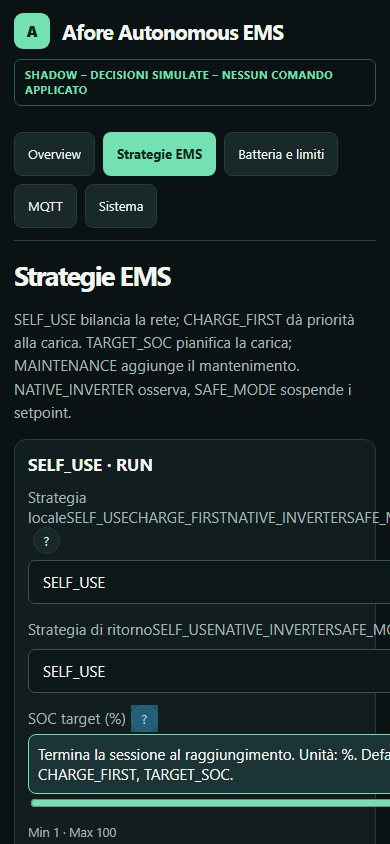 A
Afore Autonomous EMS
SHADOW – DECISIONI SIMULATE – NESSUN COMANDO
APPLICATO
Overview
Strategie EMS
Batteria e limiti
MQTT
Sistema
Strategie EMS
SELF_USE bilancia la rete; CHARGE_FIRST dà priorità
alla carica. TARGET_SOC pianifica la carica;
MAINTENANCE aggiunge il mantenimento.
NATIVE_INVERTER osserva, SAFE_MODE sospende i
setpoint.
SELF_USE · RUN
Strategia
localeSELF_USECHARGE_FIRSTNATIVE_INVERTERSAFE_
?
SELF_USE
Strategia di ritornoSELF_USENATIVE_INVERTERSAFE_MO
SELF_USE
SOC target (%) ?
Termina la sessione al raggiungimento. Unità: %. Defa
CHARGE_FIRST, TARGET_SOC.
Min 1 · Max 100